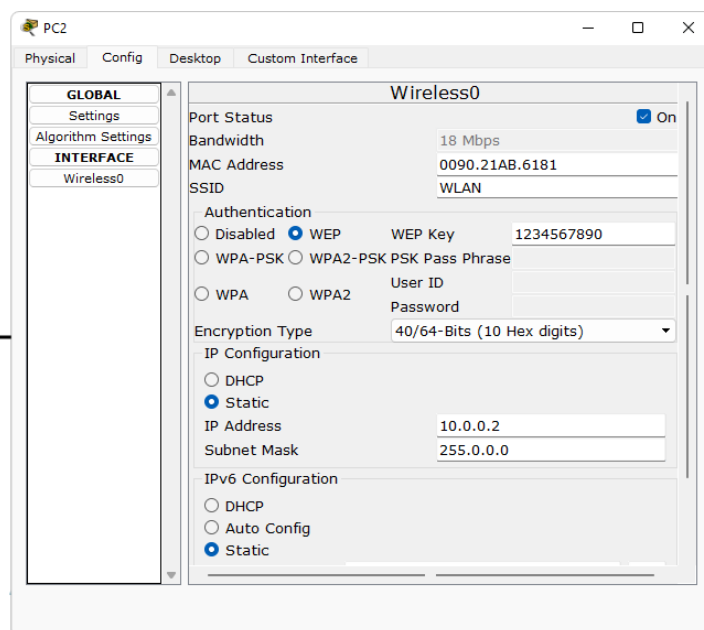 PC2
Physical Config Desktop Custom Interface
GLOBAL
Settings
Algorithm Settings
INTERFACE
Wireless0
Wireless0
Port Status On
Bandwidth 18 Mbps
MAC Address 0090.21AB.6181
SSID WLAN
Authentication
Disabled WEP WEP Key 1234567890
WPA-PSK WPA2-PSK PSK Pass Phrase
User ID
WPA WPA2
Password
Encryption Type 40/64-Bits (10 Hex digits)
IP Configuration
DHCP
Static
IP Address 10.0.0.2
Subnet Mask 255.0.0.0
IPv6 Configuration
DHCP
Auto Config
Static